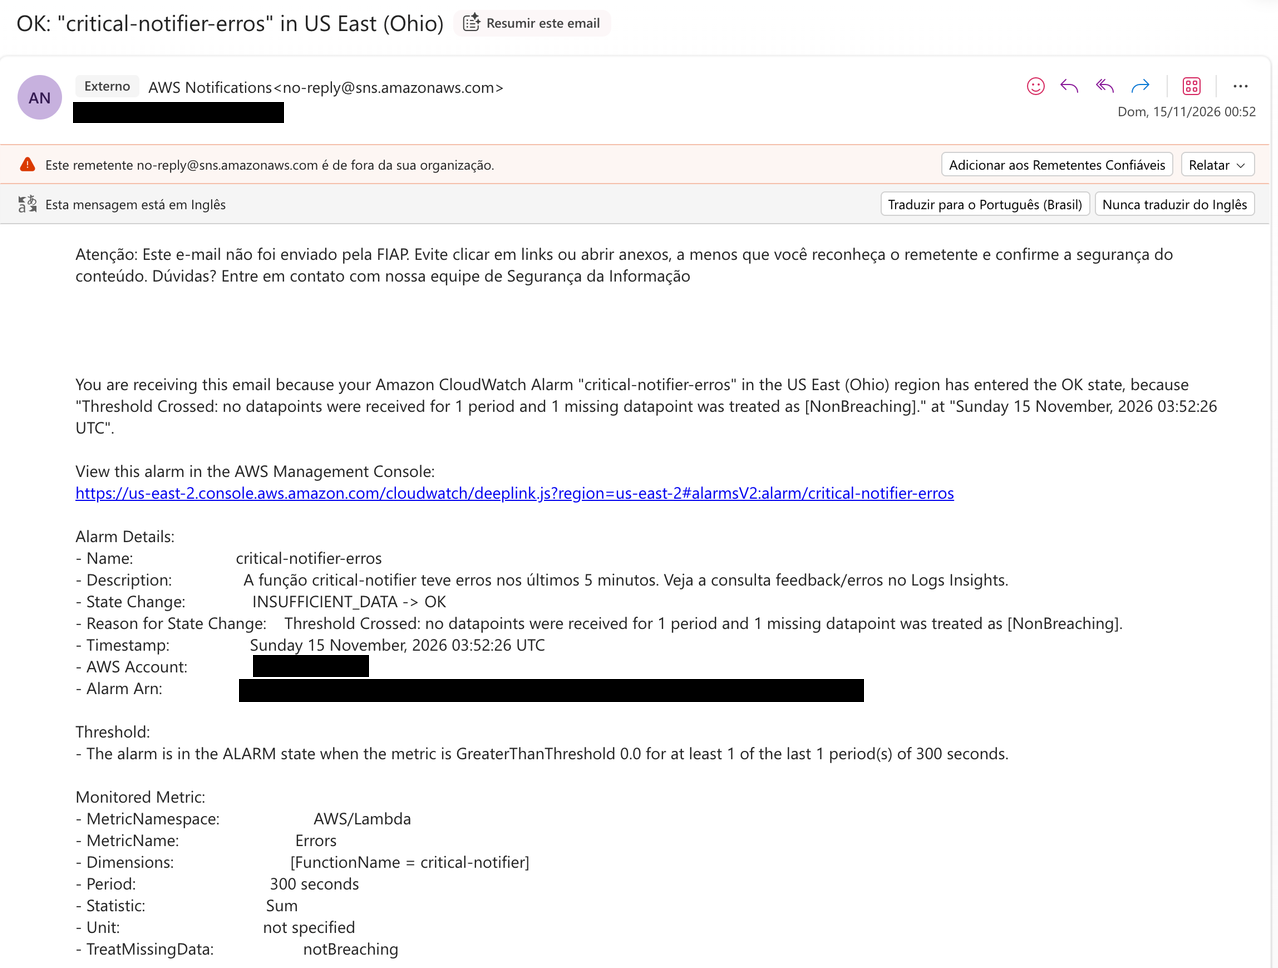 OK: "critical-notifier-erros" in US East (Ohio)
Resumir este email
AN
Externo
AWS Notifications<no-reply@sns.amazonaws.com>
Dom, 15/11/2026 00:52
Este remetente no-reply@sns.amazonaws.com é de fora da sua organização.
Adicionar aos Remetentes Confiáveis
Relatar
Esta mensagem está em Inglês
Traduzir para o Português (Brasil)
Nunca traduzir do Inglês
Atenção: Este e-mail não foi enviado pela FIAP. Evite clicar em links ou abrir anexos, a menos que você reconheça o remetente e confirme a segurança do
conteúdo. Dúvidas? Entre em contato com nossa equipe de Segurança da Informação
You are receiving this email because your Amazon CloudWatch Alarm "critical-notifier-erros" in the US East (Ohio) region has entered the OK state, because
"Threshold Crossed: no datapoints were received for 1 period and 1 missing datapoint was treated as [NonBreaching]." at "Sunday 15 November, 2026 03:52:26
UTC".
View this alarm in the AWS Management Console:
https://us-east-2.console.aws.amazon.com/cloudwatch/deeplink.js?region=us-east-2#alarmsV2:alarm/critical-notifier-erros
Alarm Details:
- Name: critical-notifier-erros
- Description: A função critical-notifier teve erros nos últimos 5 minutos. Veja a consulta feedback/erros no Logs Insights.
- State Change: INSUFFICIENT_DATA -> OK
- Reason for State Change: Threshold Crossed: no datapoints were received for 1 period and 1 missing datapoint was treated as [NonBreaching].
- Timestamp: Sunday 15 November, 2026 03:52:26 UTC
- AWS Account:
- Alarm Arn:
Threshold:
- The alarm is in the ALARM state when the metric is GreaterThanThreshold 0.0 for at least 1 of the last 1 period(s) of 300 seconds.
Monitored Metric:
- MetricNamespace: AWS/Lambda
- MetricName: Errors
- Dimensions: [FunctionName = critical-notifier]
- Period: 300 seconds
- Statistic: Sum
- Unit: not specified
- TreatMissingData: notBreaching